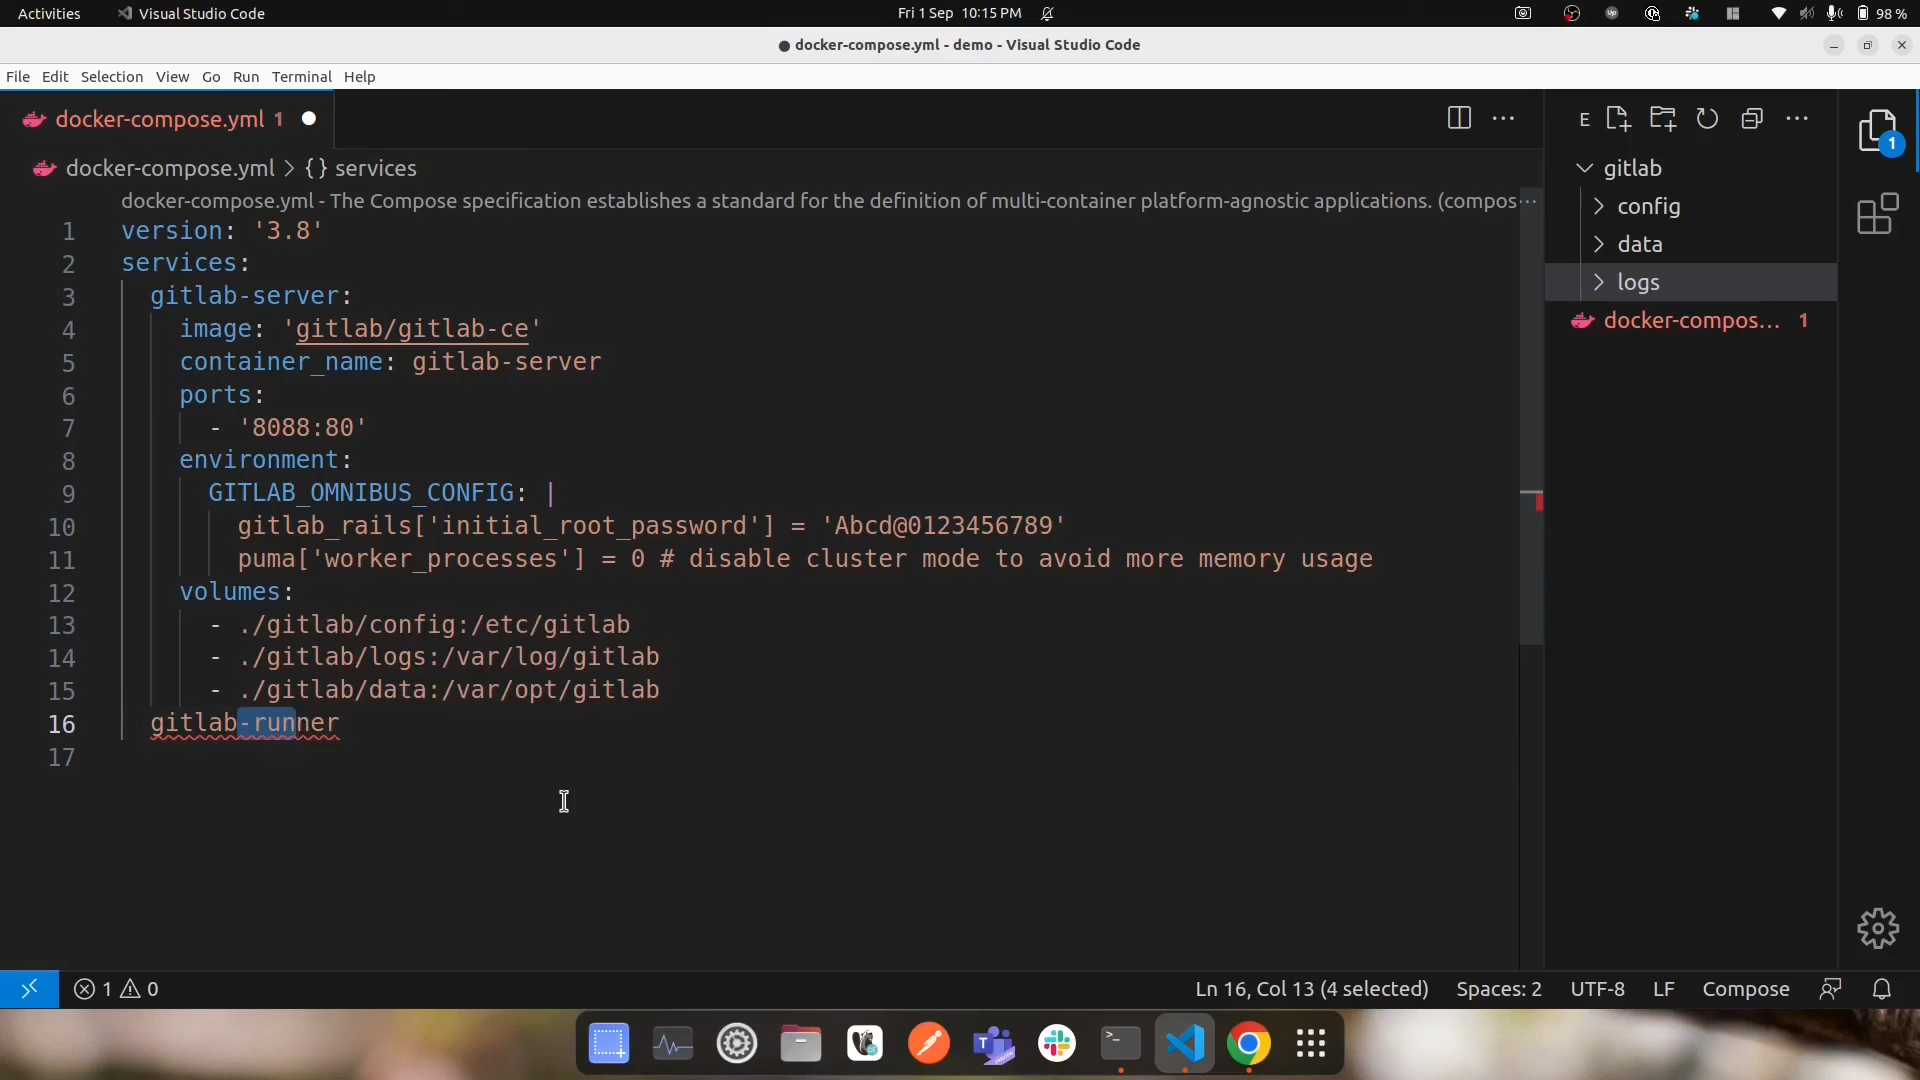 Activities
Visual Studio Code
Fri 1 Sep 10:15 PM
98 %
docker-compose.yml - demo - Visual Studio Code
File Edit Selection View Go Run Terminal Help
docker-compose.yml 1
docker-compose.yml > {} services
docker-compose.yml - The Compose specification establishes a standard for the definition of multi-container platform-agnostic applications. (compos···
1 version: '3.8'
2 services:
3 gitlab-server:
4 image: 'gitlab/gitlab-ce'
5 container_name: gitlab-server
6 ports:
7 - '8088:80'
8 environment:
9 GITLAB_OMNIBUS_CONFIG: |
10 gitlab_rails['initial_root_password'] = 'Abcd@0123456789'
11 puma['worker_processes'] = 0 # disable cluster mode to avoid more memory usage
12 volumes:
13 - ./gitlab/config:/etc/gitlab
14 - ./gitlab/logs:/var/log/gitlab
15 - ./gitlab/data:/var/opt/gitlab
16 gitlab-runner
17
E
gitlab
config
data
logs
docker-compos... 1
1
1 0
Ln 16, Col 13 (4 selected)
Spaces: 2
UTF-8
LF
Compose